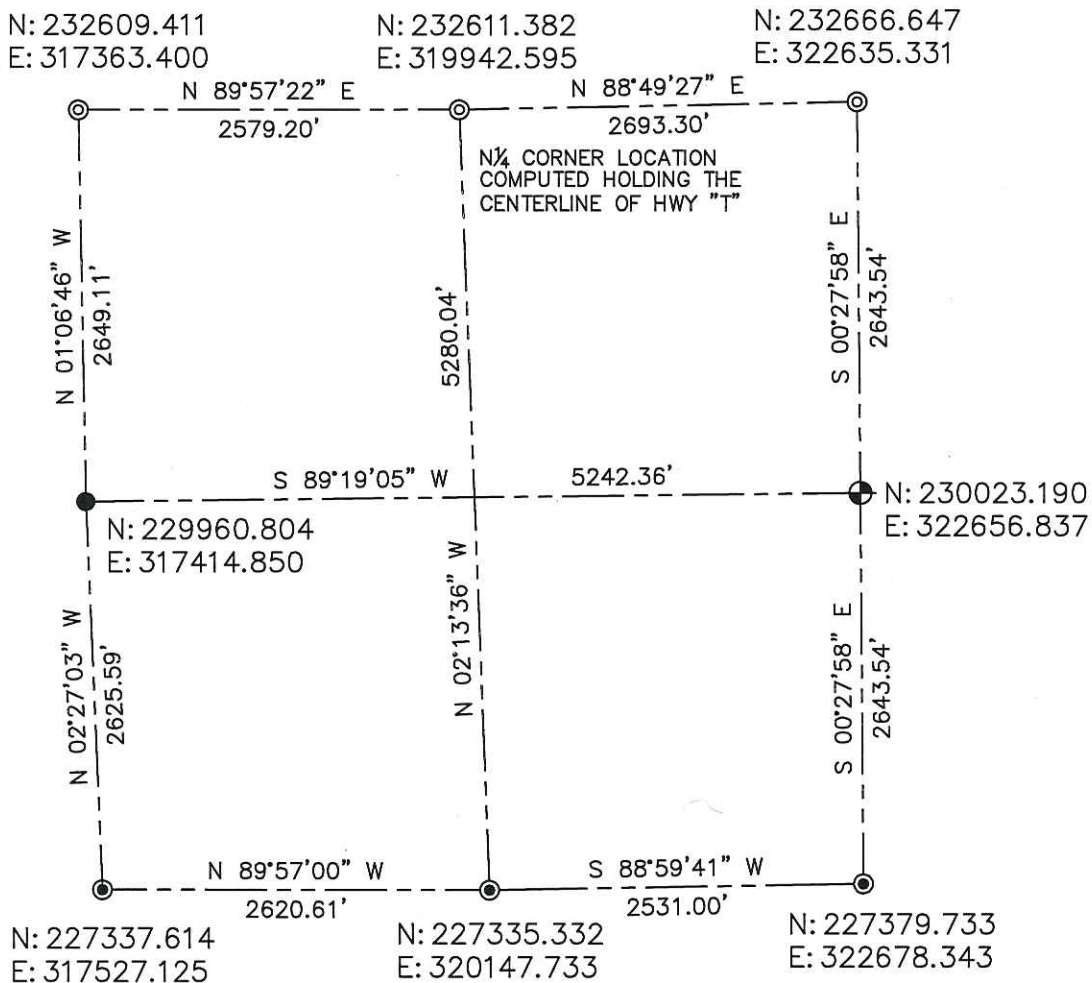 N: 232609.411
E: 317363.400
N: 232611.382
E: 319942.595
N: 232666.647
E: 322635.331
N 89°57'22" E
2579.20'
N 88°49'27" E
2693.30'
N¼ CORNER LOCATION
COMPUTED HOLDING THE
CENTERLINE OF HWY "T"
N 01°06'46" W
2649.11'
5280.04'
S 00°27'58" E
2643.54'
S 89°19'05" W
5242.36'
N: 230023.190
E: 322656.837
N: 229960.804
E: 317414.850
N 02°27'03" W
2625.59'
N 02°13'36" W
S 00°27'58" E
2643.54'
N 89°57'00" W
2620.61'
S 88°59'41" W
2531.00'
N: 227337.614
E: 317527.125
N: 227335.332
E: 320147.733
N: 227379.733
E: 322678.343